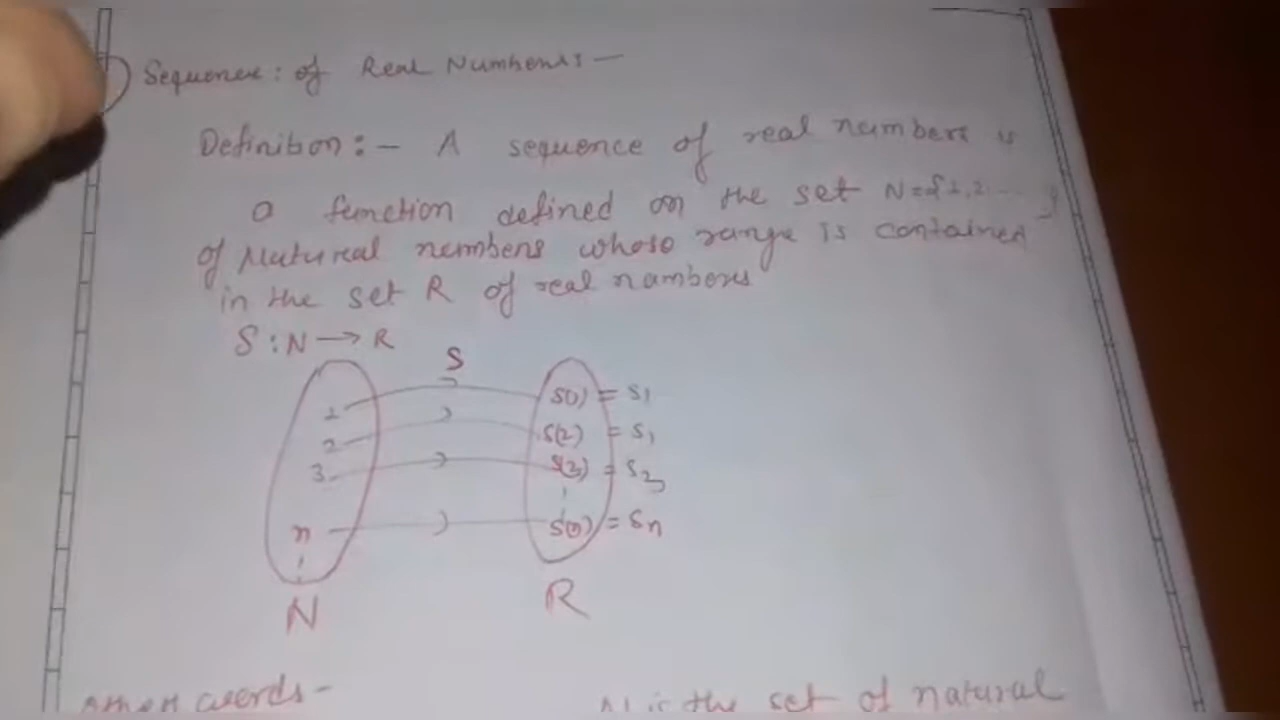 Sequence: of Real Numbers —
Definition :- A sequence of real numbers is
a function defined on the set N={1,2...}
of Natural numbers whose range is contained
in the set R of real numbers
S:N→R
S
1 S(1) = S1
2 S(2) = S1
3 S(3) = S3
n S(n) = Sn
N R
words- N is the set of natural